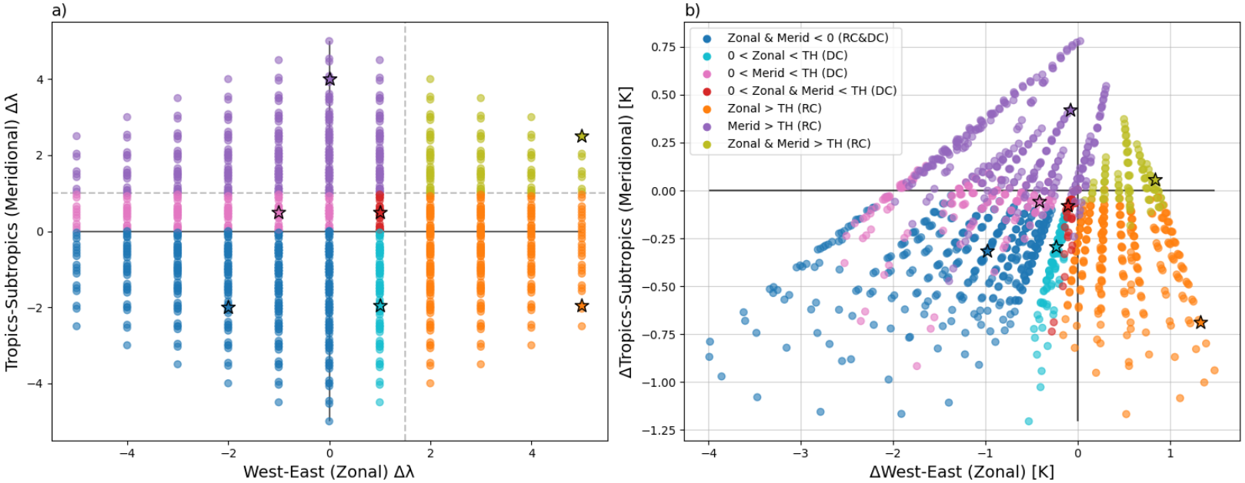 a)
Tropics-Subtropics (Meridional) Δλ
4
2
0
−2
−4
−4
−2
0
2
4
West-East (Zonal) Δλ
b)
ΔTropics-Subtropics (Meridional) [K]
0.75
0.50
0.25
0.00
−0.25
−0.50
−0.75
−1.00
−1.25
Zonal & Merid < 0 (RC&DC)
0 < Zonal < TH (DC)
0 < Merid < TH (DC)
0 < Zonal & Merid < TH (DC)
Zonal > TH (RC)
Merid > TH (RC)
Zonal & Merid > TH (RC)
−4
−3
−2
−1
0
1
ΔWest-East (Zonal) [K]